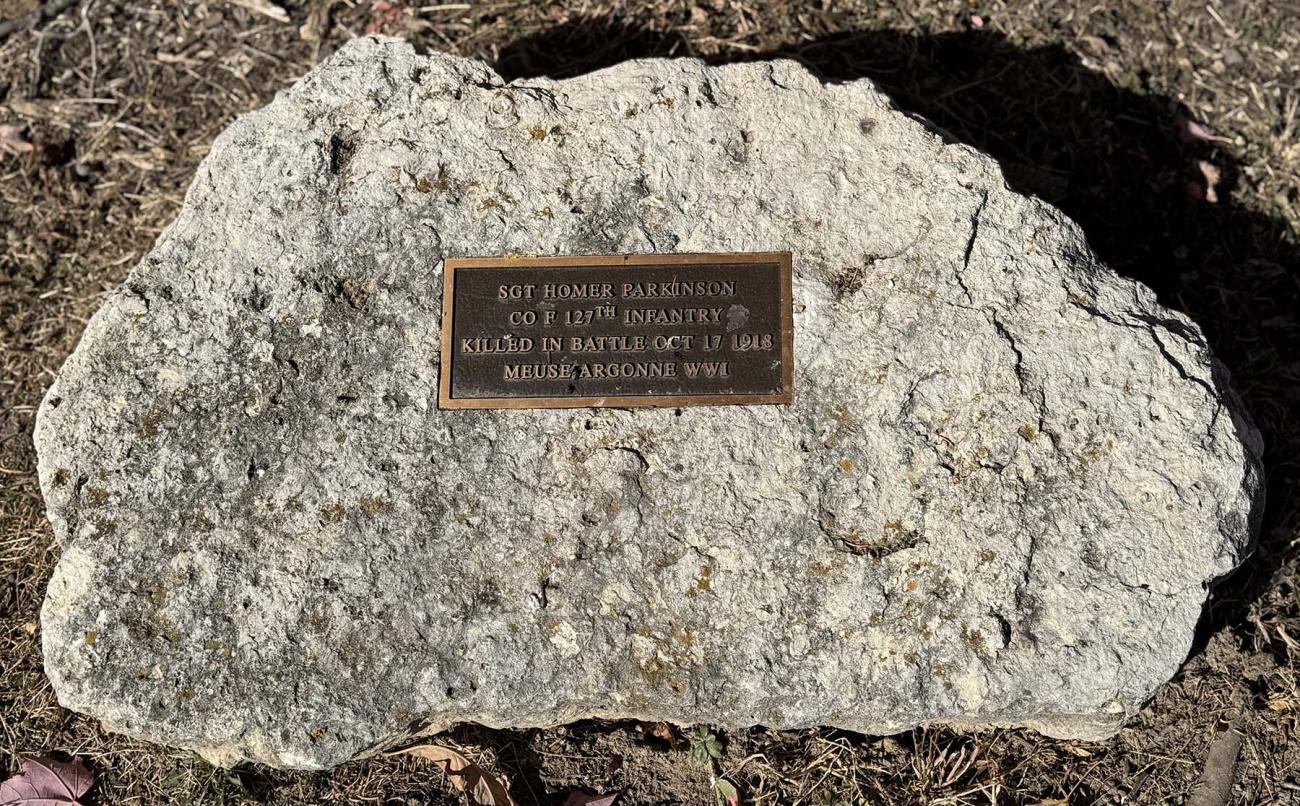 SGT HOMER PARKINSON
CO F 127TH INFANTRY
KILLED IN BATTLE OCT 17 1918
MEUSE ARGONNE WWI